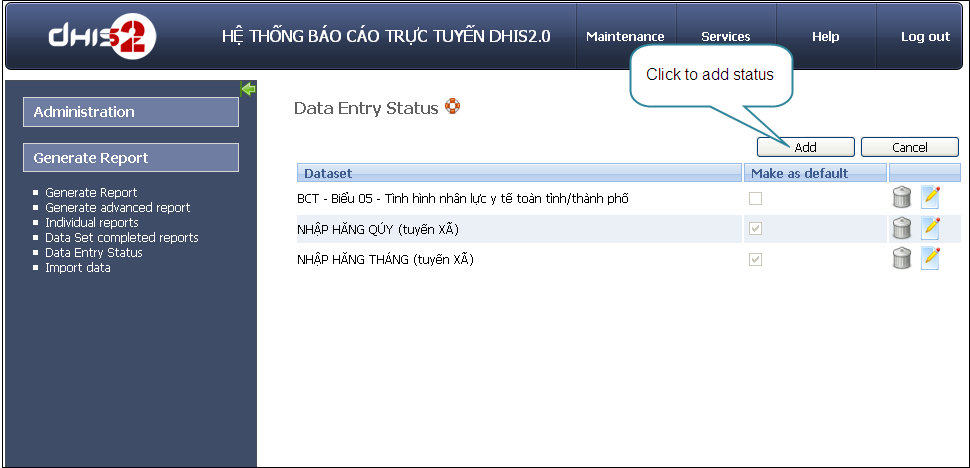 dHIS2
HỆ THỐNG BÁO CÁO TRỰC TUYẾN DHIS2.0
Maintenance
Services
Help
Log out
Click to add status
Administration
Generate Report
Generate Report
Generate advanced report
Individual reports
Data Set completed reports
Data Entry Status
Import data
Data Entry Status
Add
Cancel
Dataset
Make as default
BCT - Biểu 05 - Tình hình nhân lực y tế toàn tỉnh/thành phố
NHẬP HÀNG QÚY (tuyến XÃ)
NHẬP HÀNG THÁNG (tuyến XÃ)